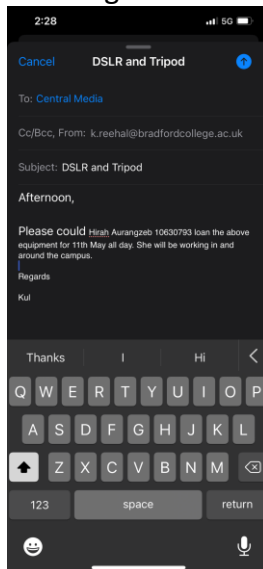 2:28 5G
Cancel DSLR and Tripod
To: Central Media
Cc/Bcc, From: k.reehal@bradfordcollege.ac.uk
Subject: DSLR and Tripod
Afternoon,
Please could Hirah Aurangzeb 10630793 loan the above
equipment for 11th May all day. She will be working in and
around the campus.
Regards
Kul
Thanks I Hi
Q W E R T Y U I O P
A S D F G H J K L
Z X C V B N M
123 space return